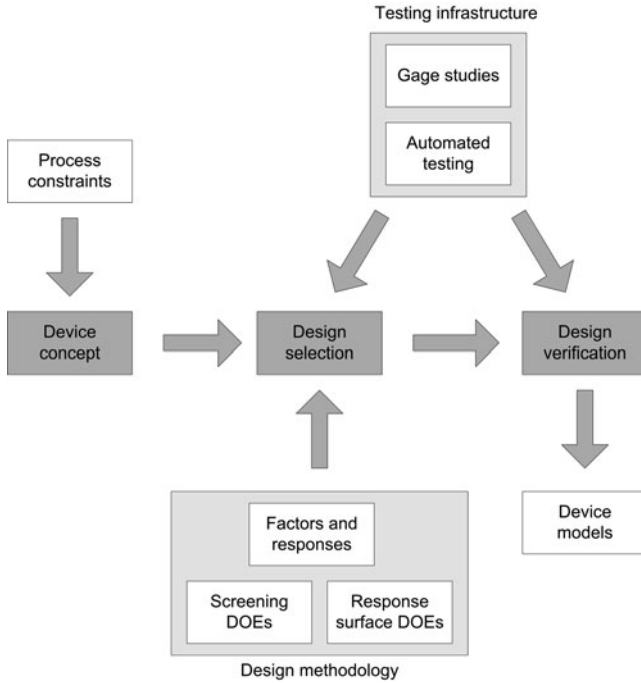 Testing infrastructure
Gage studies
Automated
testing
Process
constraints
Device
concept
Design
selection
Design
verification
Factors and
responses
Screening
DOEs
Response
surface DOEs
Design methodology
Device
models